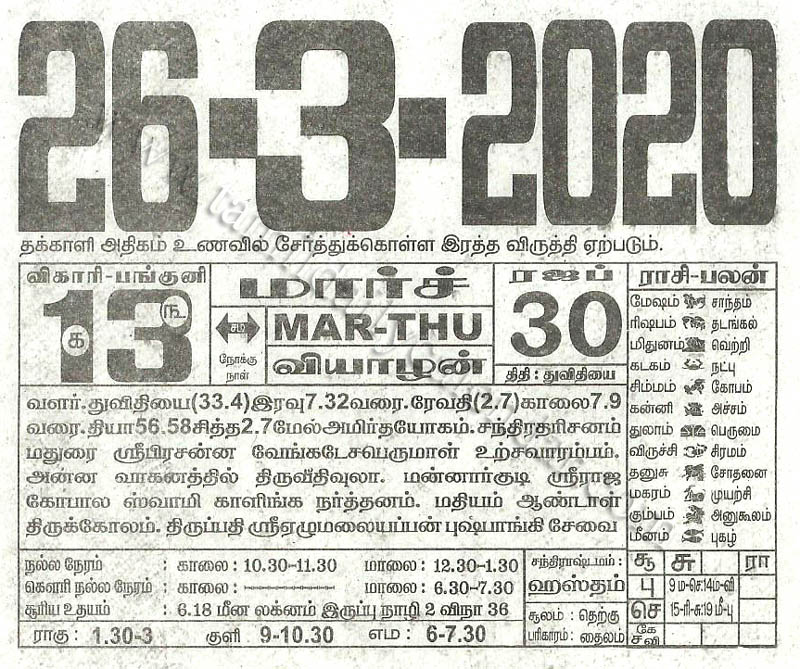 26-3-2020
தக்காளி அதிகம் உணவில் சேர்த்துக்கொள்ள இரத்த விருத்தி ஏற்படும்.
விகாரி-பங்குனி
13
க ௩
மார்ச்
சம
நோக்கு
நாள்
MAR-THU
வியாழன்
ரஜப்
30
திதி : துவிதியை
ராசி-பலன்
மேஷம் சாந்தம்
ரிஷபம் தடங்கல்
மிதுனம் வெற்றி
கடகம் நட்பு
சிம்மம் கோபம்
கன்னி அச்சம்
துலாம் பெருமை
விருச்சி சிரமம்
தனுசு சோதனை
மகரம் முயற்சி
கும்பம் அனுகூலம்
மீனம் புகழ்
வளர்.துவிதியை(33.4)இரவு7.32வரை.ரேவதி(2.7)காலை7.9
வரை.தியா56.58சித்த2.7மேல்அமிர்தயோகம்.சந்திரதரிசனம்
மதுரை ஸ்ரீபிரசன்ன வேங்கடேசபெருமாள் உற்சவாரம்பம்.
அன்ன வாகனத்தில் திருவீதிவுலா. மன்னார்குடி ஸ்ரீராஜ
கோபால ஸ்வாமி காளிங்க நர்த்தனம். மதியம் ஆண்டாள்
திருக்கோலம். திருப்பதி ஸ்ரீஏழுமலையப்பன் புஷ்பாங்கி சேவை
நல்ல நேரம் : காலை: 10.30-11.30 மாலை: 12.30-1.30
கௌரி நல்ல நேரம் : காலை: மாலை: 6.30-7.30
சூரிய உதயம் : 6.18 மீன லக்னம் இருப்பு நாழி 2 விநா 36
ராகு : 1.30-3 குளி 9-10.30 எம : 6-7.30
சந்திராஷ்டமம் :
ஹஸ்தம்
சூலம் : தெற்கு
பரிகாரம் : தைலம்
சூ சு ரா
பு 9 ம-செ:14ம-வி
செ 15-ரி-சு:19 மீ-பு
கே
ச வி